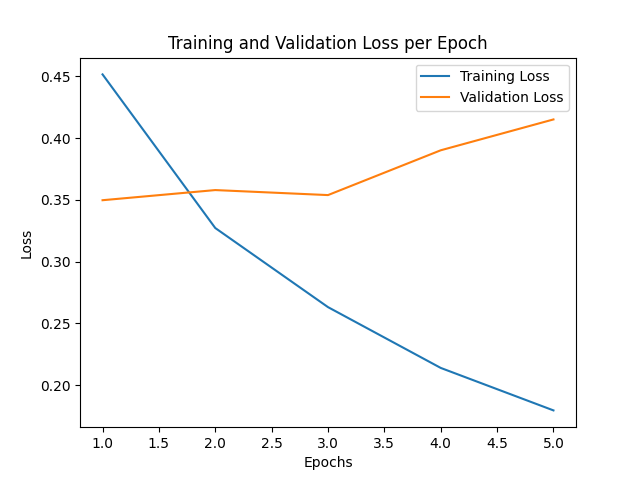 Training and Validation Loss per Epoch
Training Loss
Validation Loss
0.45
0.40
0.35
0.30
0.25
0.20
Loss
1.0 1.5 2.0 2.5 3.0 3.5 4.0 4.5 5.0
Epochs